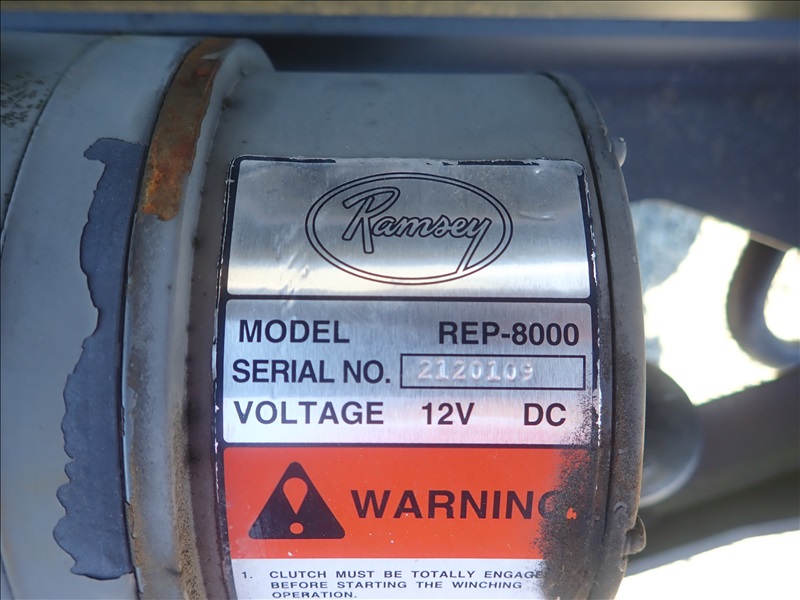 Ramsey
MODEL REP-8000
SERIAL NO. 2120109
VOLTAGE 12V DC
WARNING
1. CLUTCH MUST BE TOTALLY ENGAGE
BEFORE STARTING THE WINCHING
OPERATION.